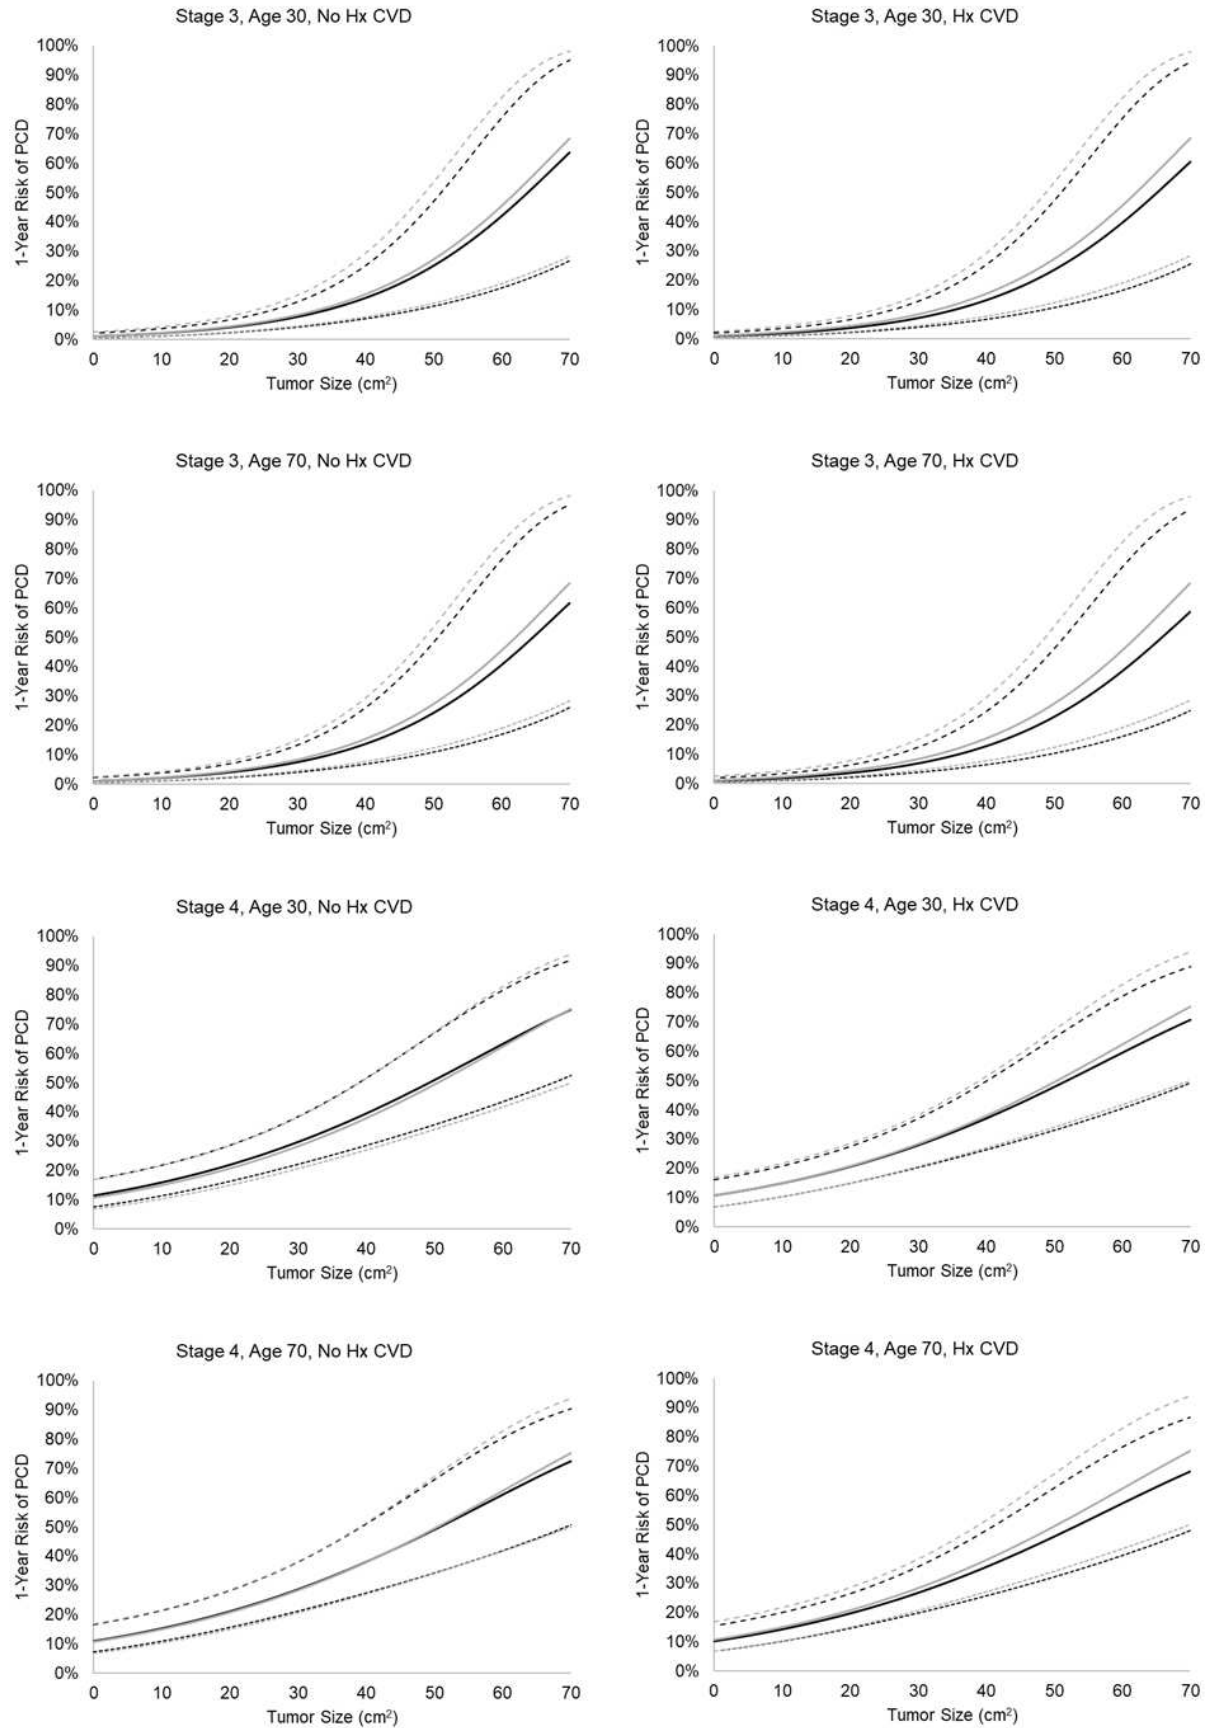 Stage 3, Age 30, No Hx CVD
1-Year Risk of PCD
100%
90%
80%
70%
60%
50%
40%
30%
20%
10%
0%
0 10 20 30 40 50 60 70
Tumor Size (cm²)
Stage 3, Age 30, Hx CVD
1-Year Risk of PCD
100%
90%
80%
70%
60%
50%
40%
30%
20%
10%
0%
0 10 20 30 40 50 60 70
Tumor Size (cm²)
Stage 3, Age 70, No Hx CVD
1-Year Risk of PCD
100%
90%
80%
70%
60%
50%
40%
30%
20%
10%
0%
0 10 20 30 40 50 60 70
Tumor Size (cm²)
Stage 3, Age 70, Hx CVD
1-Year Risk of PCD
100%
90%
80%
70%
60%
50%
40%
30%
20%
10%
0%
0 10 20 30 40 50 60 70
Tumor Size (cm²)
Stage 4, Age 30, No Hx CVD
1-Year Risk of PCD
100%
90%
80%
70%
60%
50%
40%
30%
20%
10%
0%
0 10 20 30 40 50 60 70
Tumor Size (cm²)
Stage 4, Age 30, Hx CVD
1-Year Risk of PCD
100%
90%
80%
70%
60%
50%
40%
30%
20%
10%
0%
0 10 20 30 40 50 60 70
Tumor Size (cm²)
Stage 4, Age 70, No Hx CVD
1-Year Risk of PCD
100%
90%
80%
70%
60%
50%
40%
30%
20%
10%
0%
0 10 20 30 40 50 60 70
Tumor Size (cm²)
Stage 4, Age 70, Hx CVD
1-Year Risk of PCD
100%
90%
80%
70%
60%
50%
40%
30%
20%
10%
0%
0 10 20 30 40 50 60 70
Tumor Size (cm²)